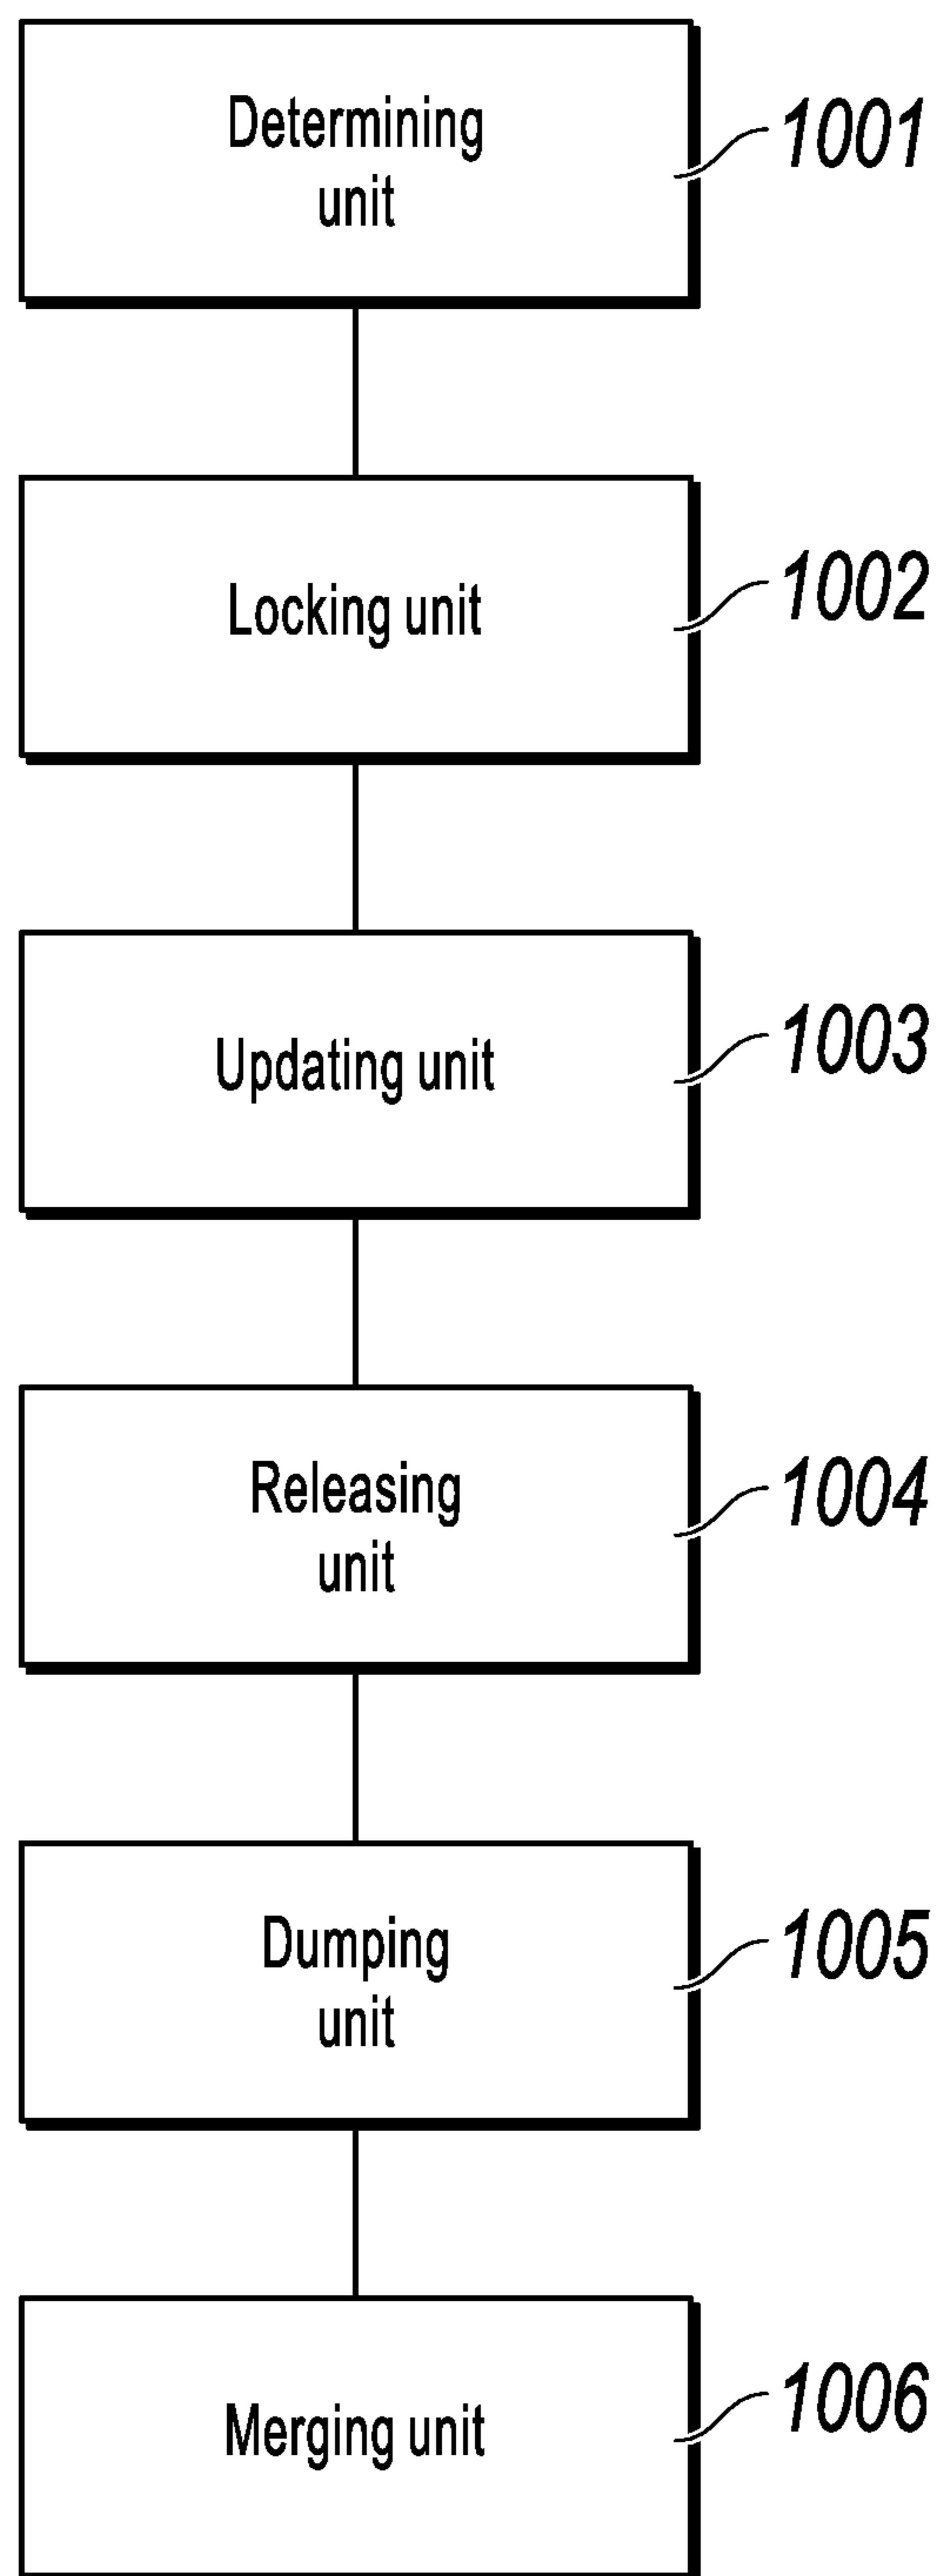 Determining
unit
1001
Locking unit
1002
Updating unit
1003
Releasing
unit
1004
Dumping
unit
1005
Merging unit
1006